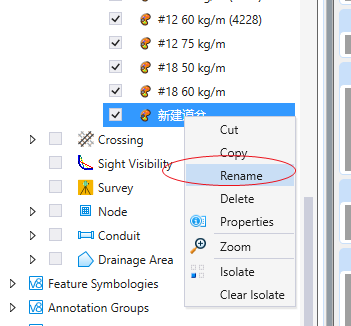 #12 60 kg/m (4228)
#12 75 kg/m
#18 50 kg/m
#18 60 kg/m
新建道岔
Cut
Crossing
Copy
Sight Visibility
Rename
Survey
Delete
Node
Properties
Conduit
Zoom
Drainage Area
Isolate
Feature Symbologies
Clear Isolate
Annotation Groups